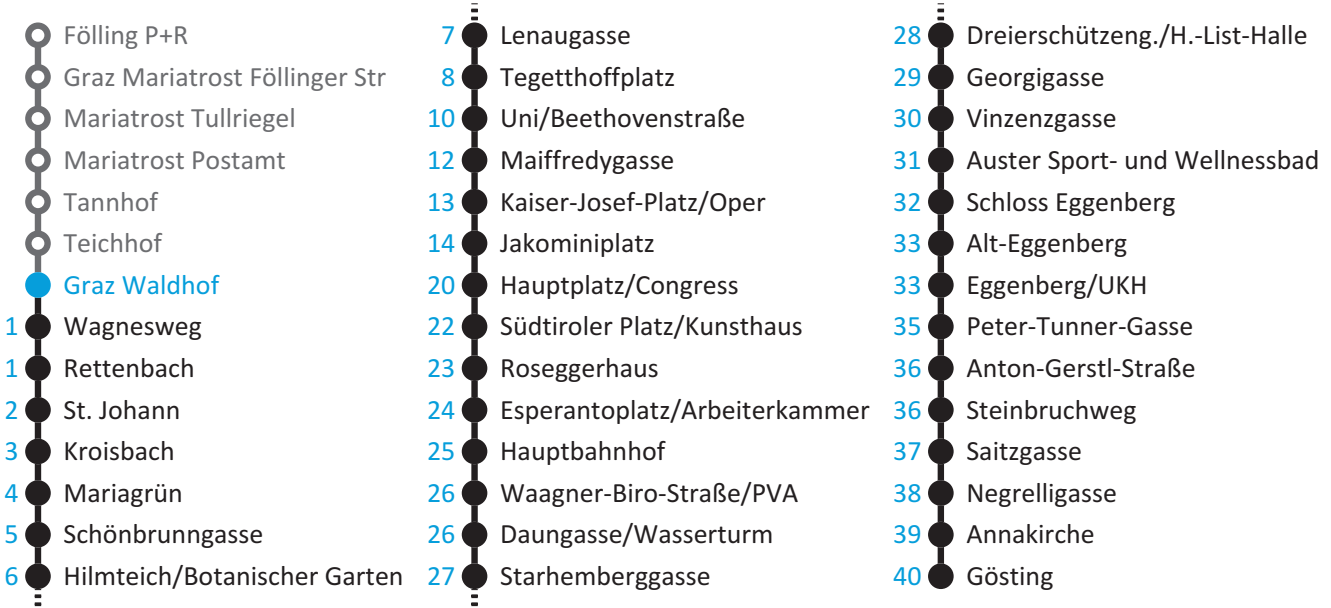 Fölling P+R
Graz Mariatrost Föllinger Str
Mariatrost Tullriegel
Mariatrost Postamt
Tannhof
Teichhof
Graz Waldhof
1 Wagnesweg
1 Rettenbach
2 St. Johann
3 Kroisbach
4 Mariagrün
5 Schönbrunngasse
6 Hilmteich/Botanischer Garten
7 Lenaugasse
8 Tegetthoffplatz
10 Uni/Beethovenstraße
12 Maiffredygasse
13 Kaiser-Josef-Platz/Oper
14 Jakominiplatz
20 Hauptplatz/Congress
22 Südtiroler Platz/Kunsthaus
23 Roseggerhaus
24 Esperantoplatz/Arbeiterkammer
25 Hauptbahnhof
26 Waagner-Biro-Straße/PVA
26 Daungasse/Wasserturm
27 Starhemberggasse
28 Dreierschützeng./H.-List-Halle
29 Georgigasse
30 Vinzenzgasse
31 Auster Sport- und Wellnessbad
32 Schloss Eggenberg
33 Alt-Eggenberg
33 Eggenberg/UKH
35 Peter-Tunner-Gasse
36 Anton-Gerstl-Straße
36 Steinbruchweg
37 Saitzgasse
38 Negrelligasse
39 Annakirche
40 Gösting